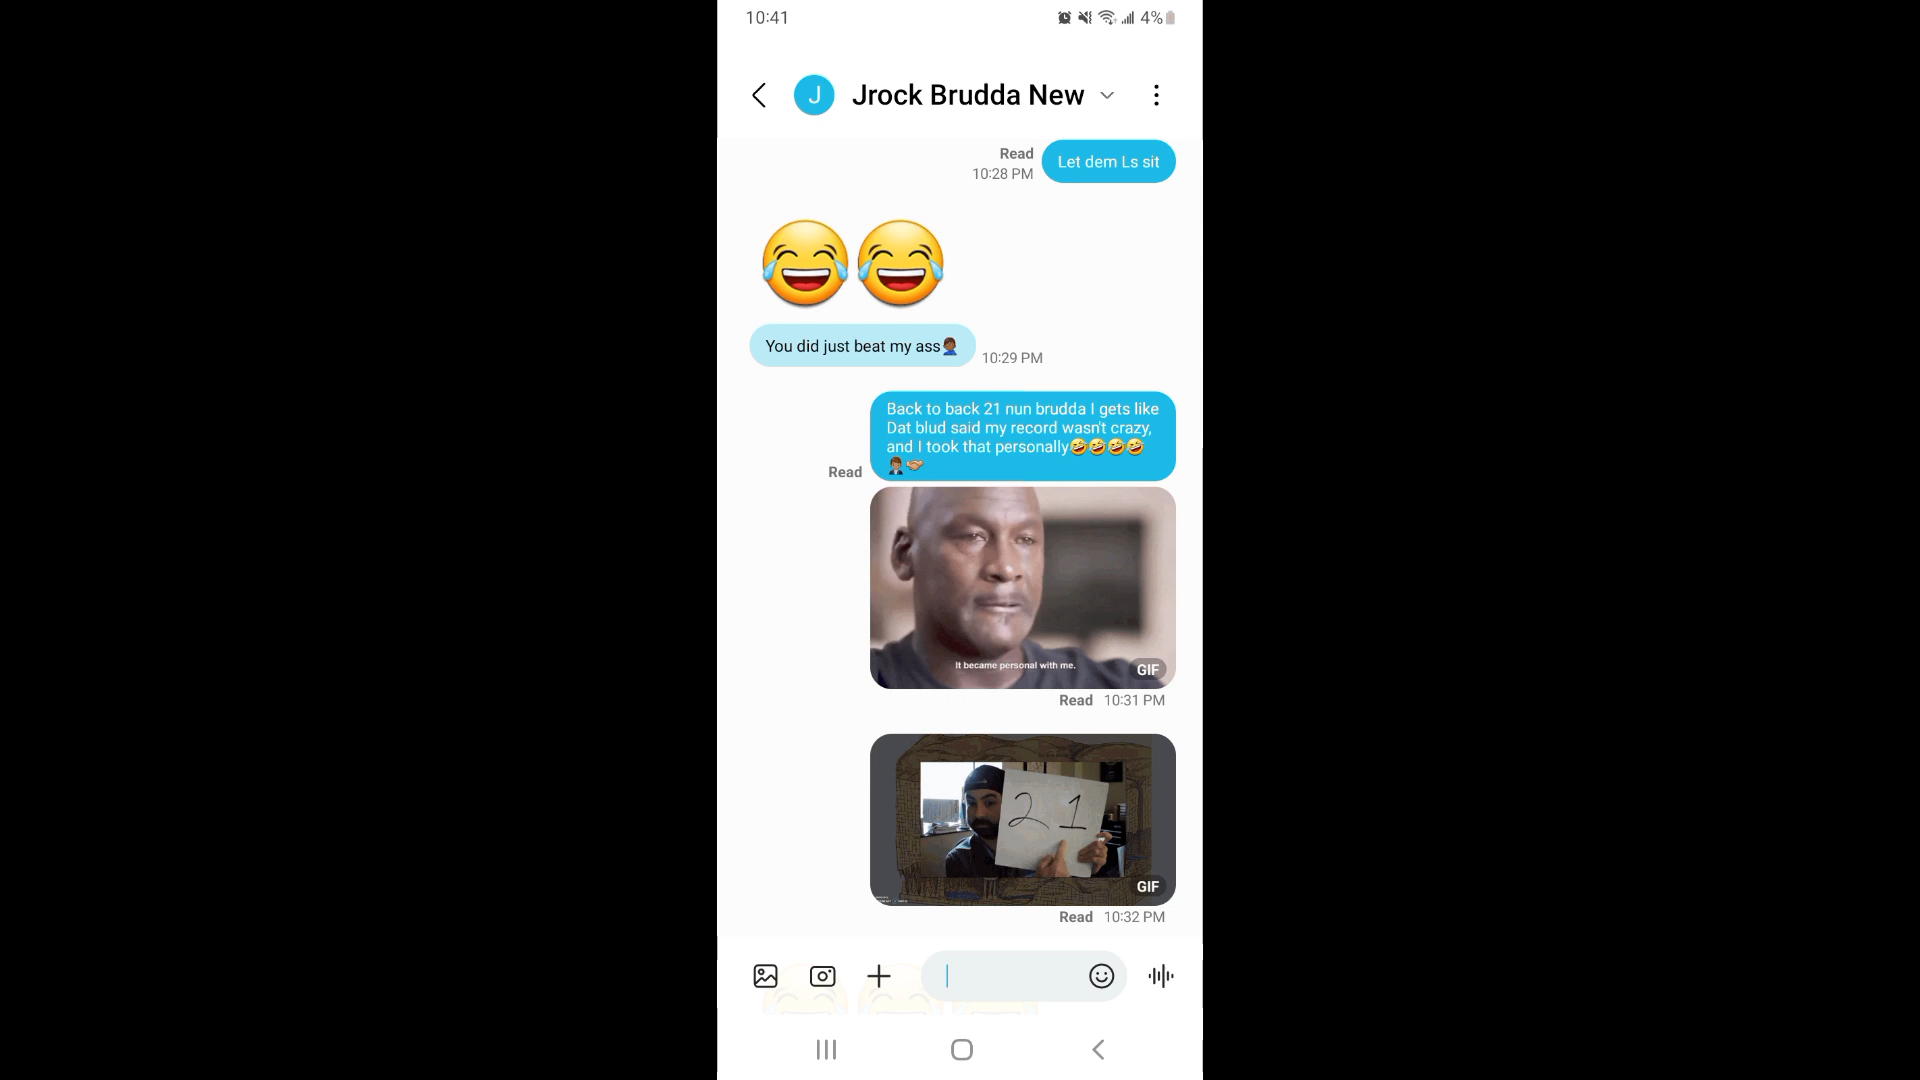 10:41
4%
J
Jrock Brudda New
Read
10:28 PM
Let dem Ls sit
😂😂
You did just beat my ass🤦🏾‍♂️
10:29 PM
Back to back 21 nun brudda I gets like
Dat blud said my record wasn't crazy,
and I took that personally🤣🤣🤣🤣
Read
It became personal with me.
GIF
Read 10:31 PM
21
GIF
Read 10:32 PM